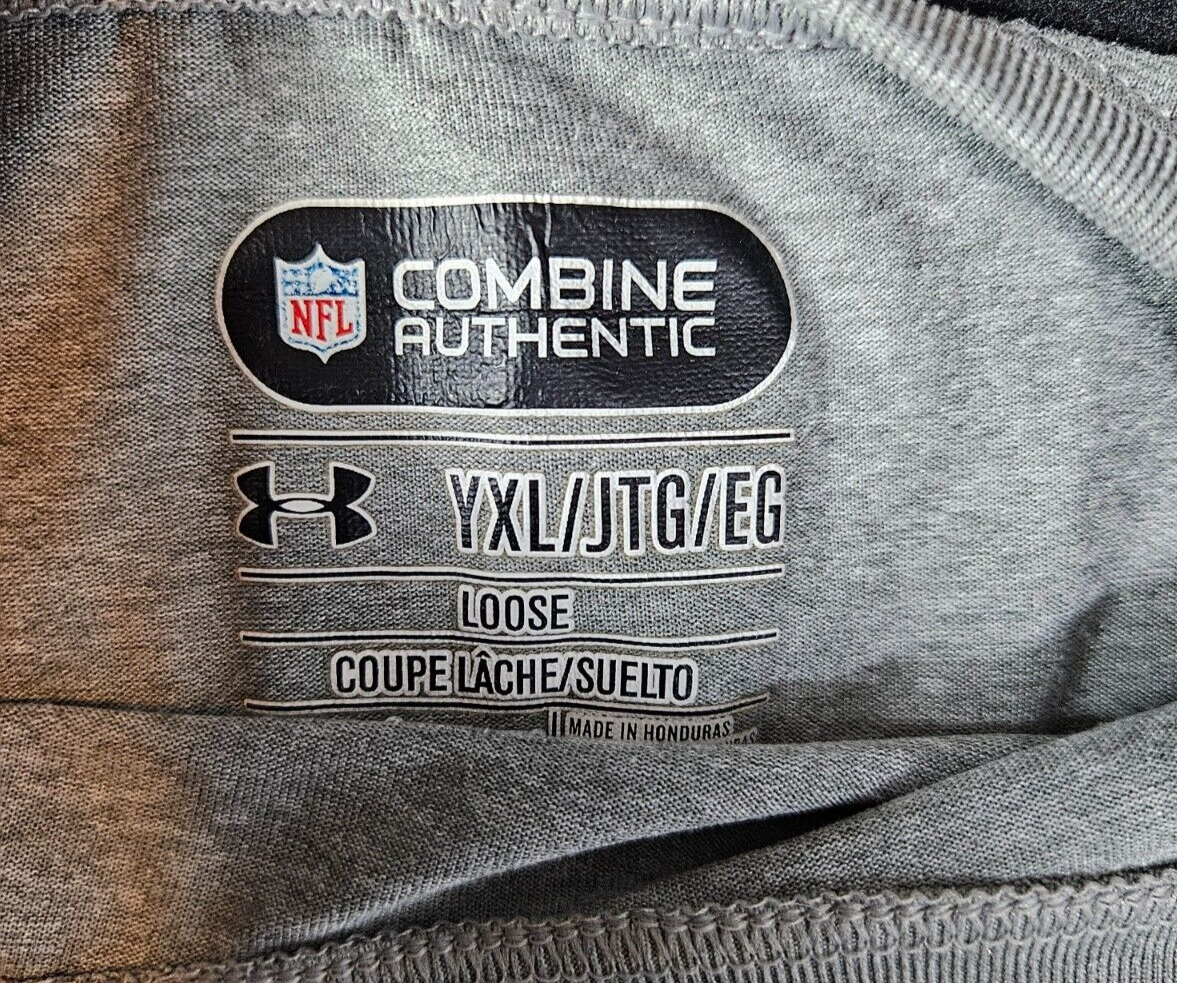 NFL
COMBINE
AUTHENTIC
YXL/JTG/EG
LOOSE
COUPE LÂCHE/SUELTO
MADE IN HONDURAS